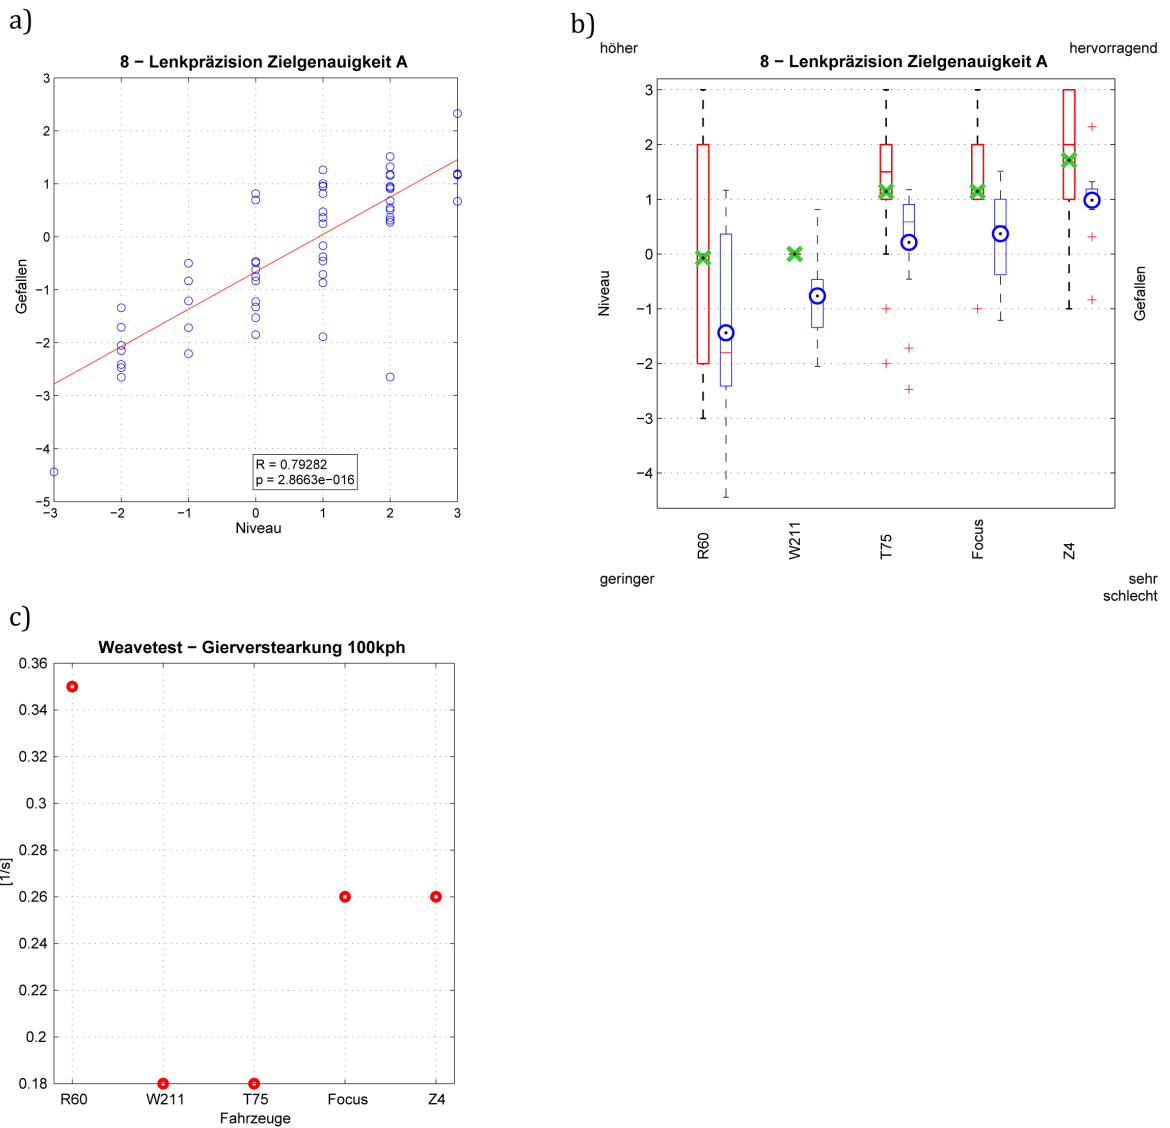 a)
8 − Lenkpräzision Zielgenauigkeit A
3
2
1
0
−1
−2
−3
−4
−5
Gefallen
R = 0.79282
p = 2.8663e−016
−3 −2 −1 0 1 2 3
Niveau
b)
höher hervorragend
8 − Lenkpräzision Zielgenauigkeit A
3
2
1
0
−1
−2
−3
−4
Niveau
Gefallen
R60 W211 T75 Focus Z4
geringer sehr
schlecht
c)
Weavetest − Gierverstearkung 100kph
0.36
0.34
0.32
0.3
0.28
0.26
0.24
0.22
0.2
0.18
[1/s]
R60 W211 T75 Focus Z4
Fahrzeuge